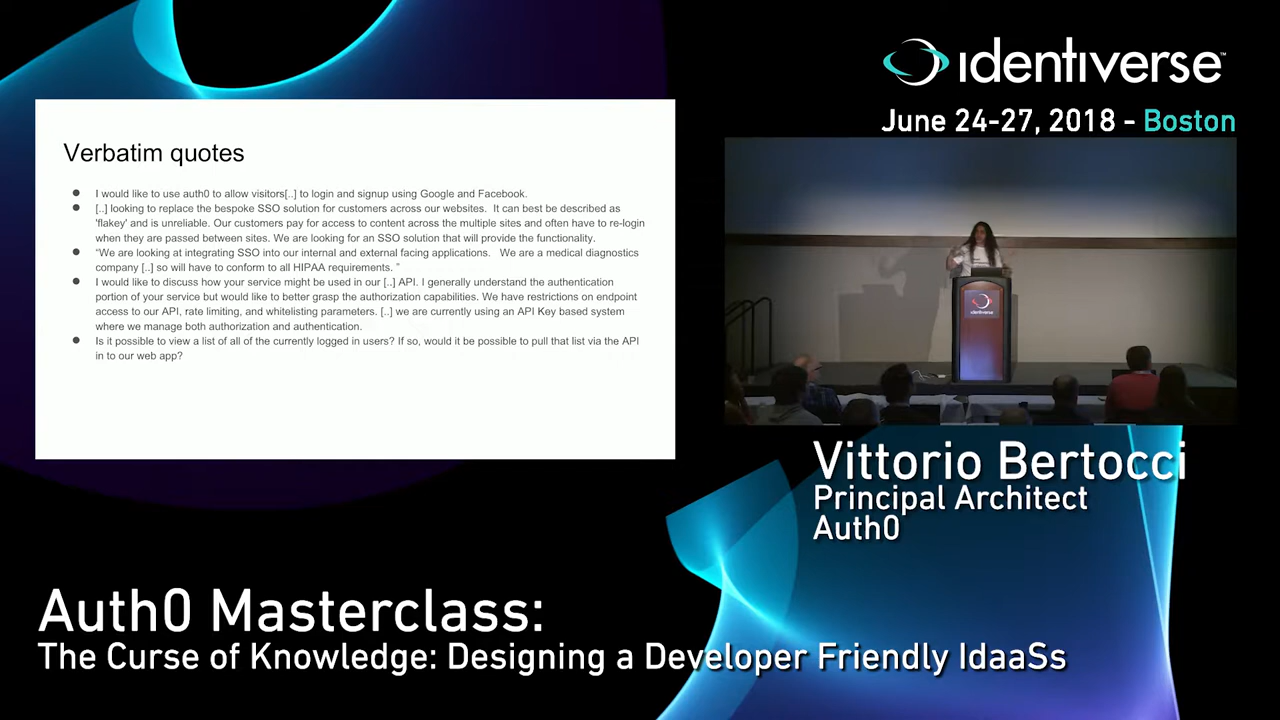 identiverse™
June 24-27, 2018 - Boston
Verbatim quotes
● I would like to use auth0 to allow visitors[..] to login and signup using Google and Facebook.
● [..] looking to replace the bespoke SSO solution for customers across our websites. It can best be described as
'flakey' and is unreliable. Our customers pay for access to content across the multiple sites and often have to re-login
when they are passed between sites. We are looking for an SSO solution that will provide the functionality.
● “We are looking at integrating SSO into our internal and external facing applications. We are a medical diagnostics
company [..] so will have to conform to all HIPAA requirements. ”
● I would like to discuss how your service might be used in our [..] API. I generally understand the authentication
portion of your service but would like to better grasp the authorization capabilities. We have restrictions on endpoint
access to our API, rate limiting, and whitelisting parameters. [..] we are currently using an API Key based system
where we manage both authorization and authentication.
● Is it possible to view a list of all of the currently logged in users? If so, would it be possible to pull that list via the API
in to our web app?
identiverse
Vittorio Bertocci
Principal Architect
Auth0
Auth0 Masterclass:
The Curse of Knowledge: Designing a Developer Friendly IdaaSs